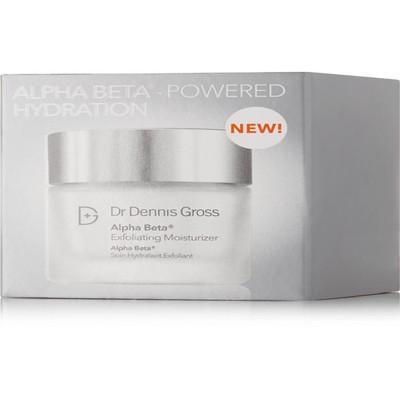 ALPHA BETA® - POWERED
HYDRATION
NEW!
Dr Dennis Gross
Alpha Beta®
Exfoliating Moisturizer
Alpha Beta®
Soin Hydratant Exfoliant